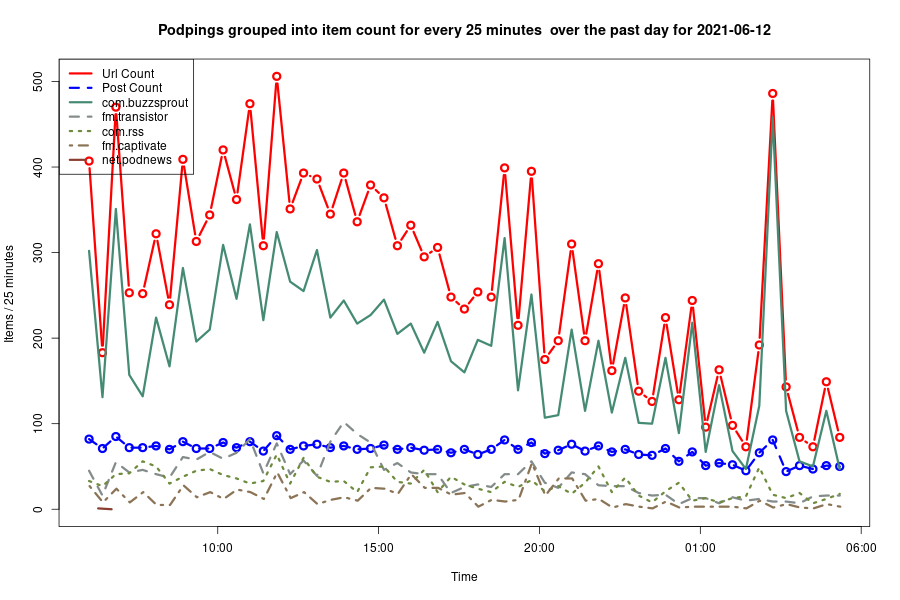 Podpings grouped into item count for every 25 minutes  over the past day for 2021-06-12
Items / 25 minutes
500
400
300
200
100
0
Url Count
Post Count
com.buzzsprout
fm.transistor
com.rss
fm.captivate
net.podnews
10:00
15:00
20:00
01:00
06:00
Time